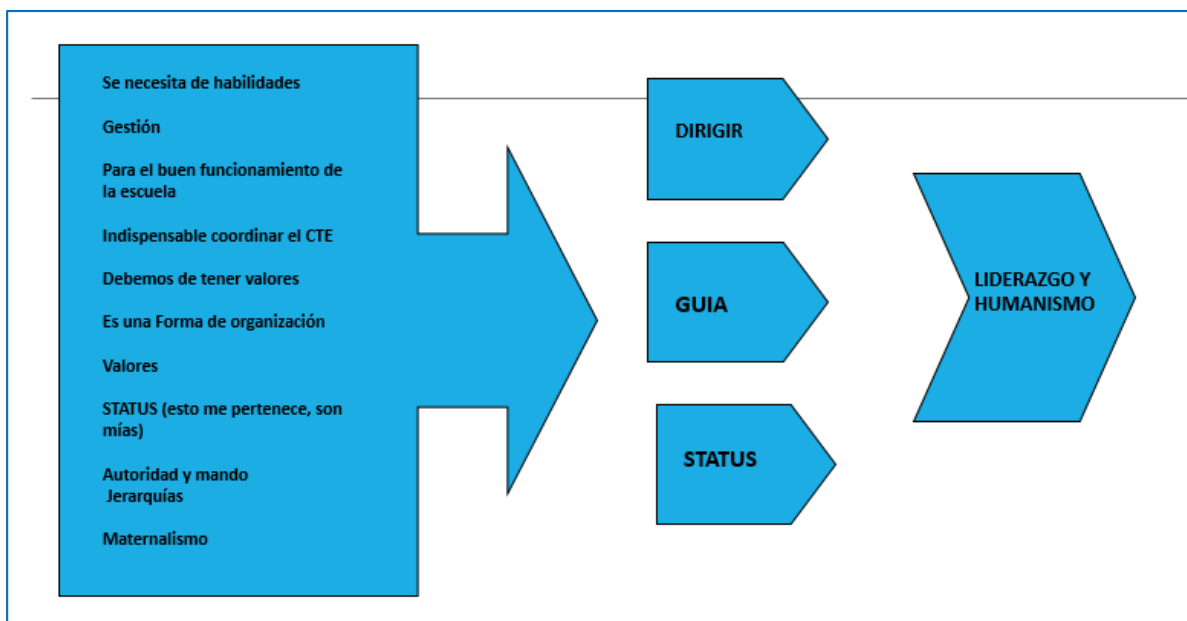 Se necesita de habilidades
Gestión
Para el buen funcionamiento de
la escuela
Indispensable coordinar el CTE
Debemos de tener valores
Es una Forma de organización
Valores
STATUS (esto me pertenece, son
mías)
Autoridad y mando
Jerarquías
Maternalismo
DIRIGIR
GUIA
STATUS
LIDERAZGO Y
HUMANISMO